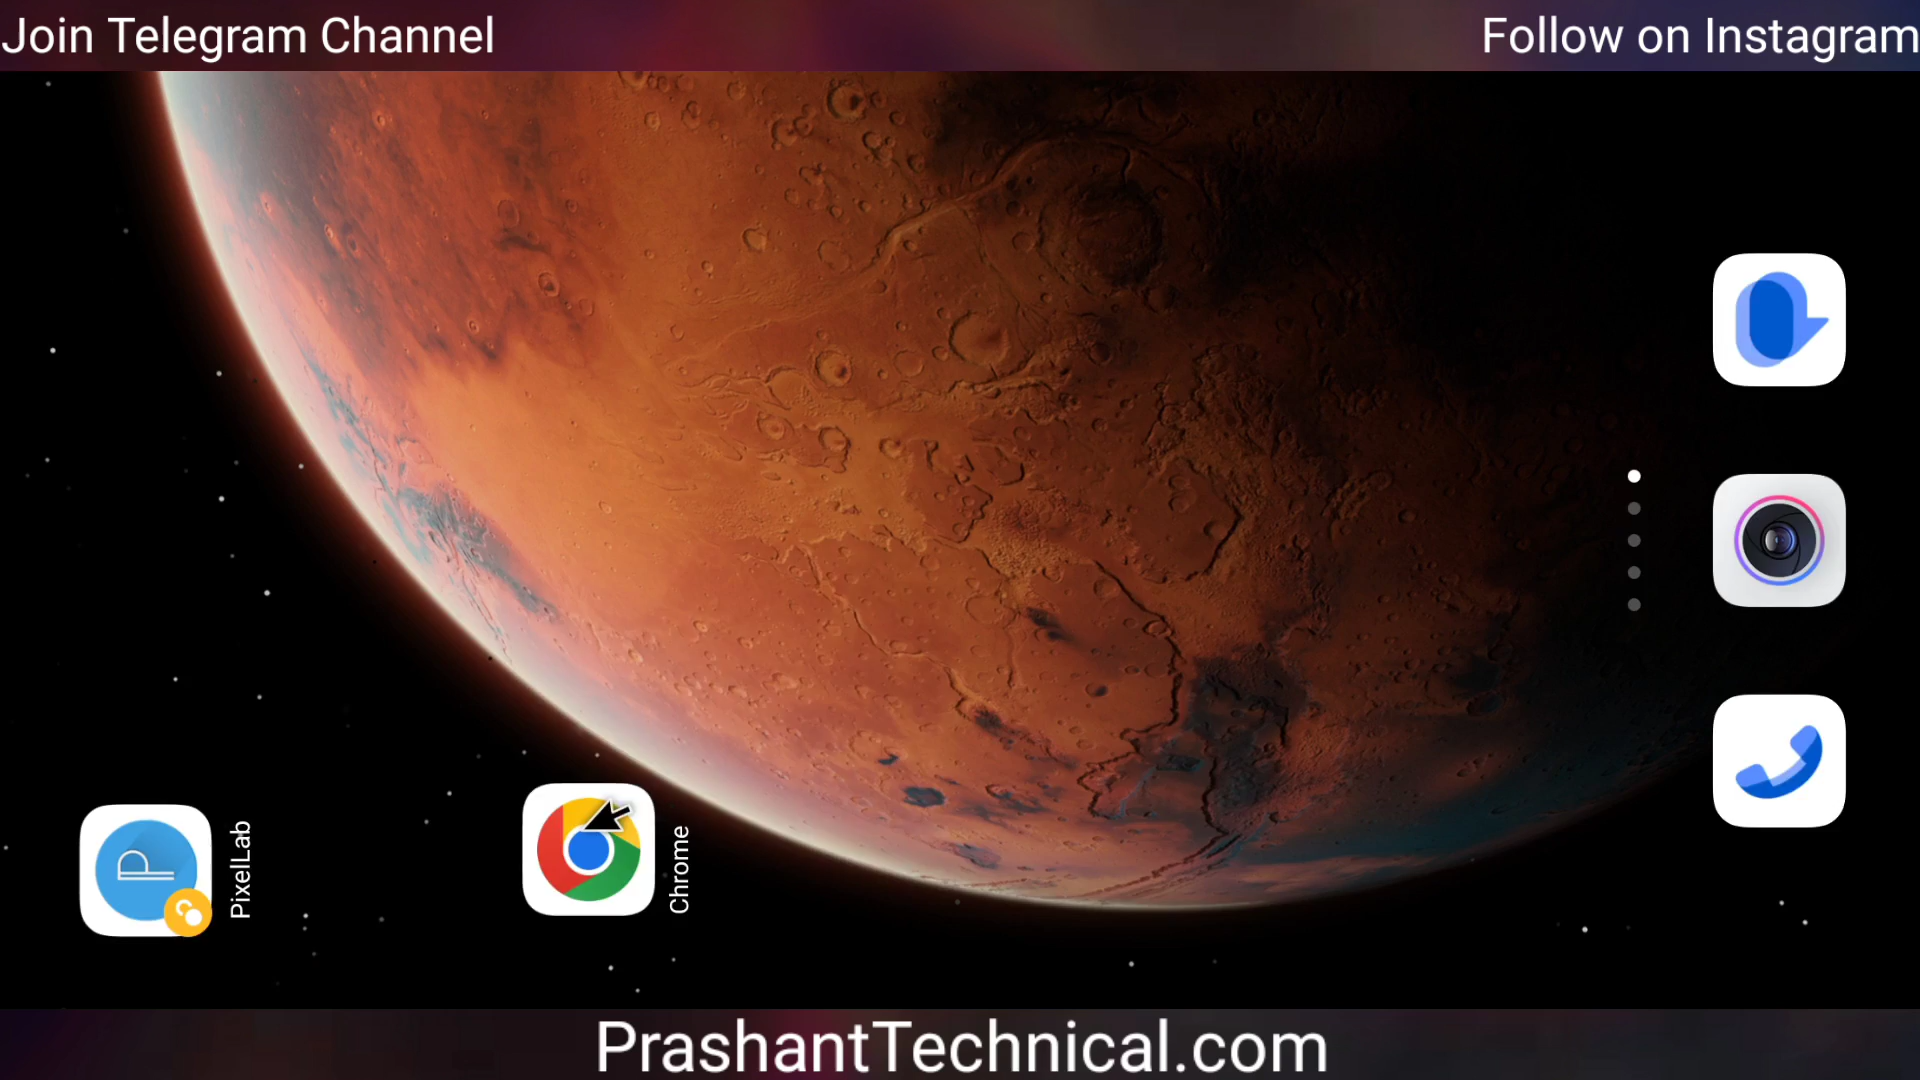 Join Telegram Channel
Follow on Instagram
PixelLab
Chrome
PrashantTechnical.com